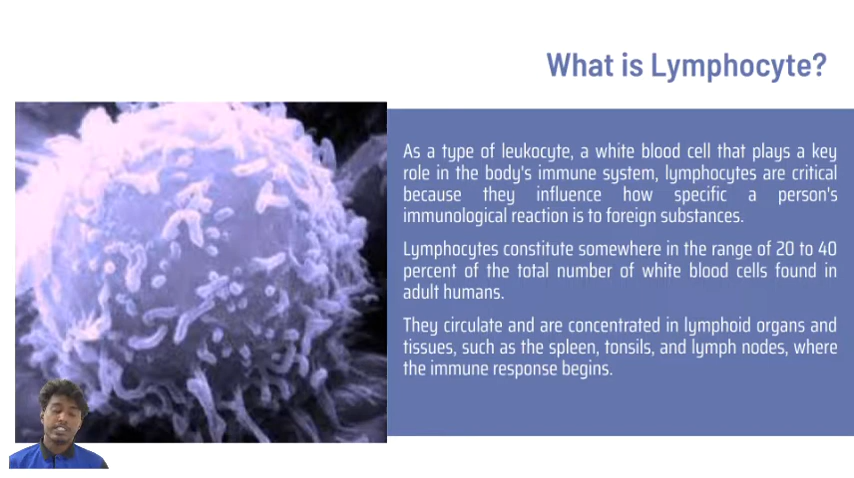 What is Lymphocyte?
As a type of leukocyte, a white blood cell that plays a key
role in the body's immune system, lymphocytes are critical
because they influence how specific a person's
immunological reaction is to foreign substances.
Lymphocytes constitute somewhere in the range of 20 to 40
percent of the total number of white blood cells found in
adult humans.
They circulate and are concentrated in lymphoid organs and
tissues, such as the spleen, tonsils, and lymph nodes, where
the immune response begins.